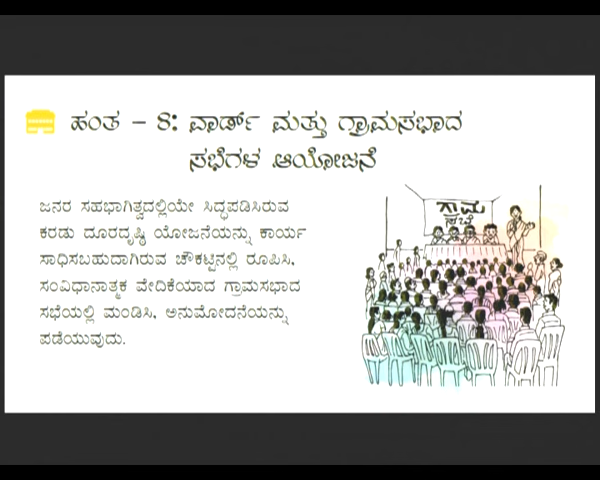 ಹಂತ – 8: ವಾರ್ಡ್ ಮತ್ತು ಗ್ರಾಮಸಭಾದ
ಸಭೆಗಳ ಆಯೋಜನೆ
ಜನರ ಸಹಭಾಗಿತ್ವದಲ್ಲಿಯೇ ಸಿದ್ಧಪಡಿಸಿರುವ
ಕರಡು ದೂರದೃಷ್ಠಿ ಯೋಜನೆಯನ್ನು ಕಾರ್ಯ
ಸಾಧಿಸಬಹುದಾಗಿರುವ ಚೌಕಟ್ಟಿನಲ್ಲಿ ರೂಪಿಸಿ,
ಸಂವಿಧಾನಾತ್ಮಕ ವೇದಿಕೆಯಾದ ಗ್ರಾಮಸಭಾದ
ಸಭೆಯಲ್ಲಿ ಮಂಡಿಸಿ, ಅನುಮೋದನೆಯನ್ನು
ಪಡೆಯುವುದು.
ಗ್ರಾಮ
ಸಭೆ